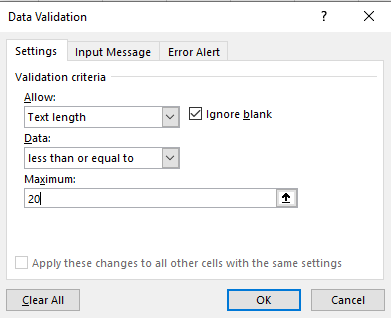 Data Validation ? ×
Settings Input Message Error Alert
Validation criteria
Allow:
Text length Ignore blank
Data:
less than or equal to
Maximum:
20
Apply these changes to all other cells with the same settings
Clear All OK Cancel